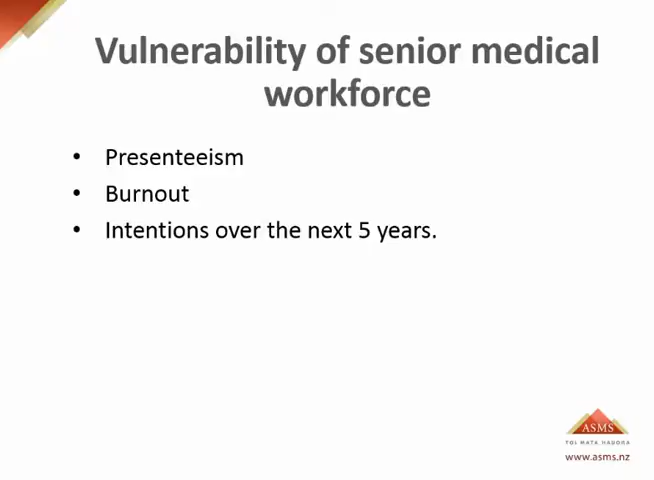 Vulnerability of senior medical
workforce
• Presenteeism
• Burnout
• Intentions over the next 5 years.
ASMS
TOI MATA HAUORA
www.asms.nz